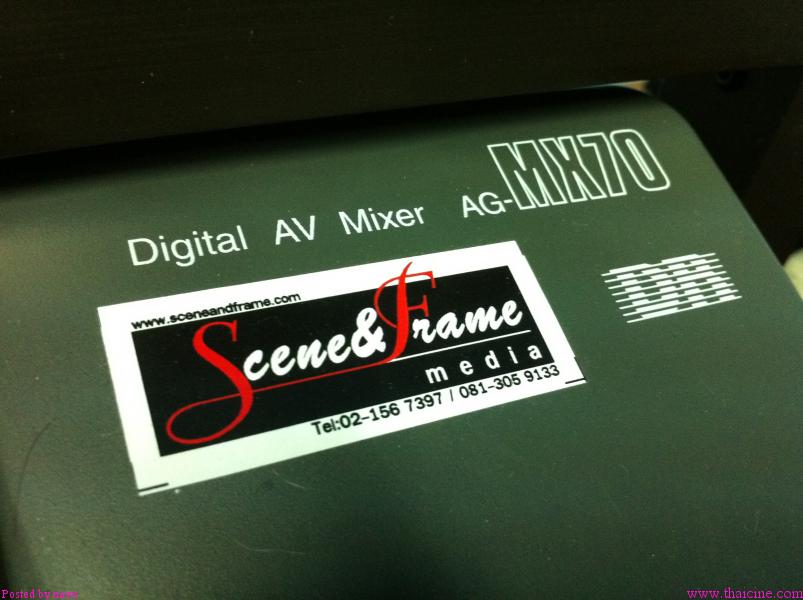 Digital AV Mixer AG-MX70
www.sceneandframe.com
Scene&Frame
media
Tel:02-156 7397 / 081-305 9133
Posted by
www.thaicine.com